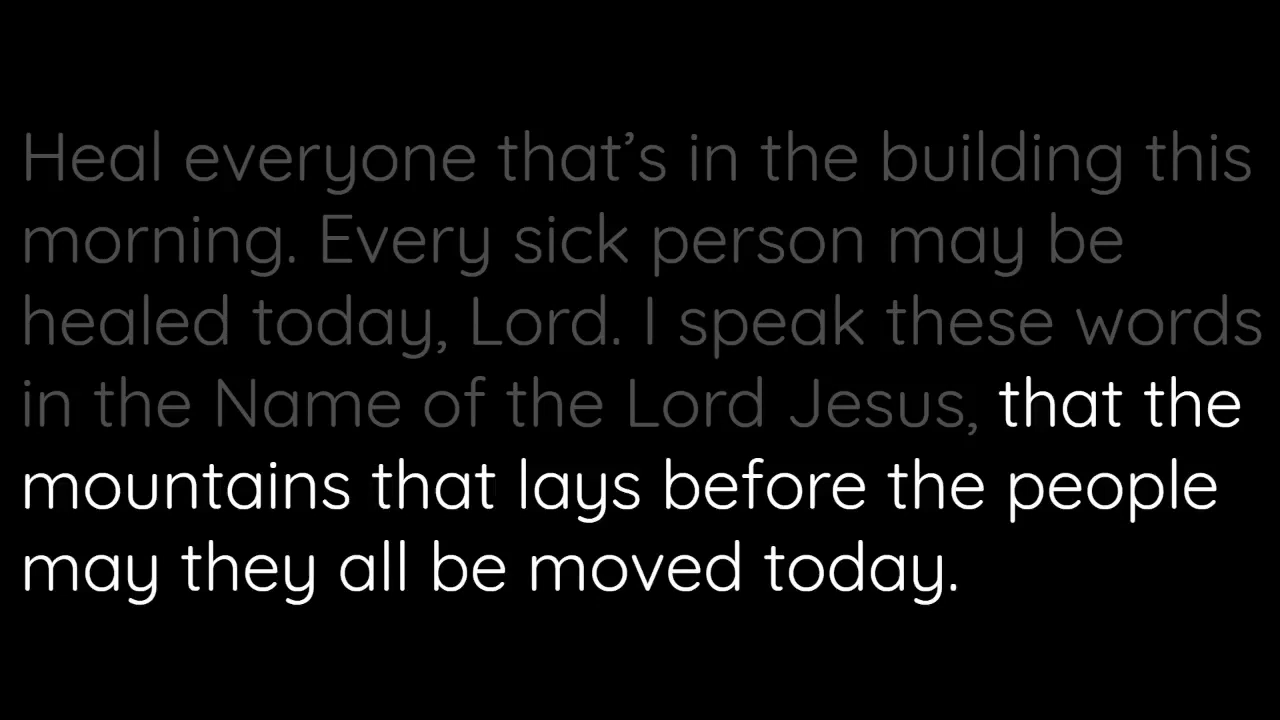 Heal everyone that’s in the building this
morning. Every sick person may be
healed today, Lord. I speak these words
in the Name of the Lord Jesus, that the
mountains that lays before the people
may they all be moved today.